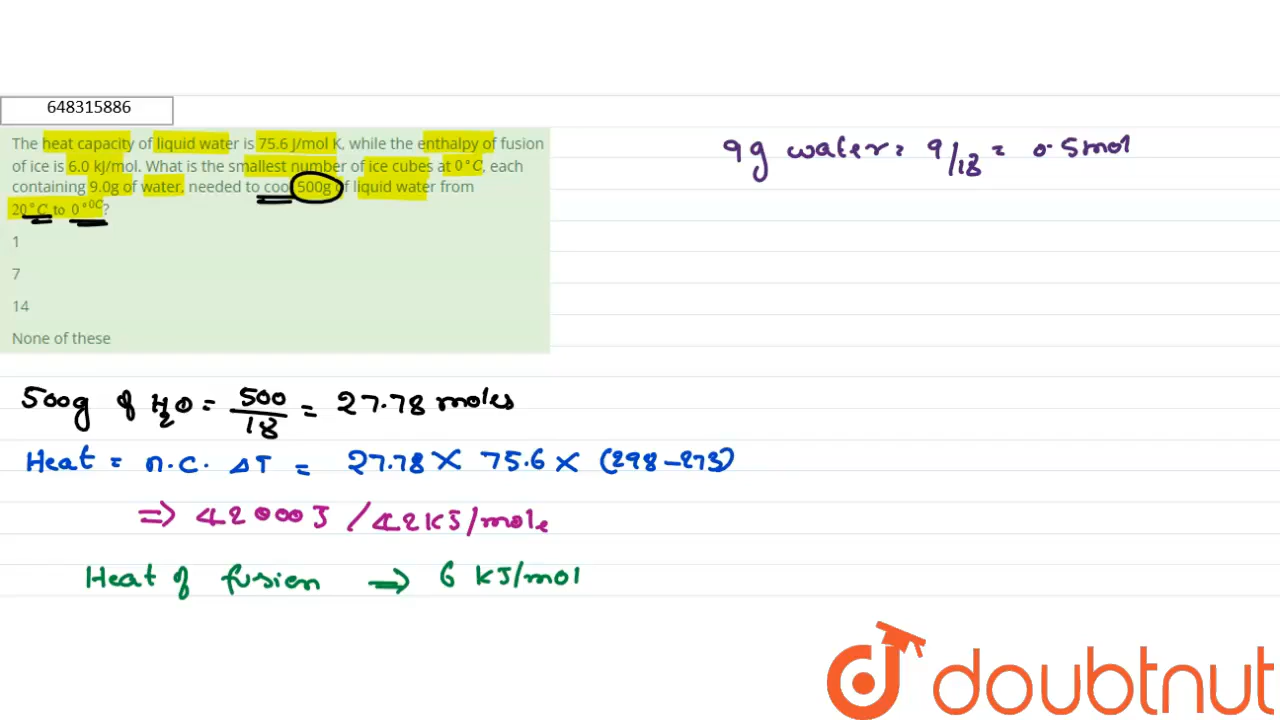 648315886
The heat capacity of liquid water is 75.6 J/mol K, while the enthalpy of fusion
of ice is 6.0 kJ/mol. What is the smallest number of ice cubes at 0°C, each
containing 9.0g of water, needed to cool 500g of liquid water from
20°C to 0°⁰C?
1
7
14
None of these
9g water = 9/18 = 0.5mol
500g of H₂O = 500/18 = 27.78 moles
Heat = n.C. ΔT = 27.78 × 75.6 × (298-273)
⇒ 42000J / 42KJ/mole
Heat of fusion → 6 KJ/mol
doubtnut